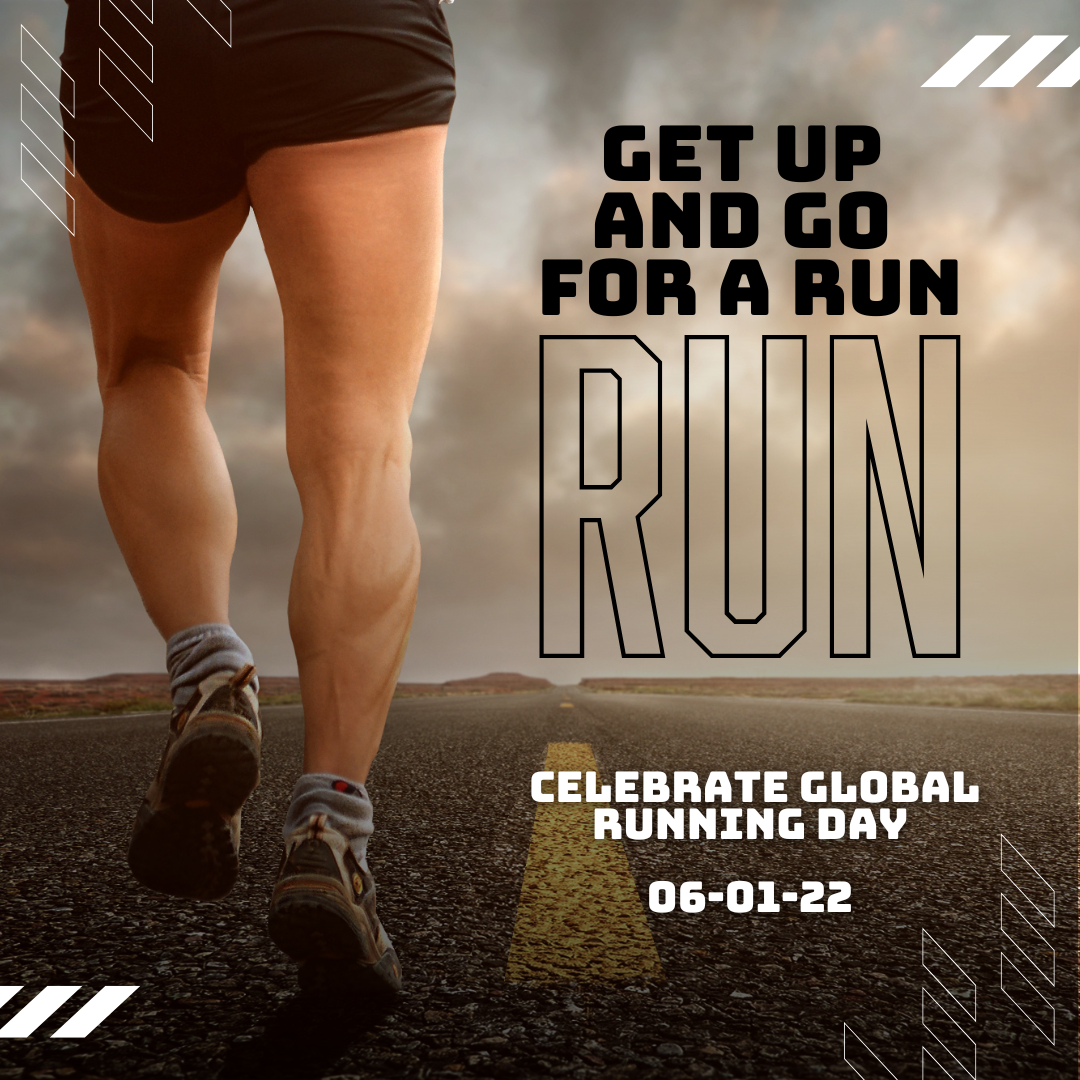 GET UP
AND GO
FOR A RUN
RUN
CELEBRATE GLOBAL
RUNNING DAY
06-01-22